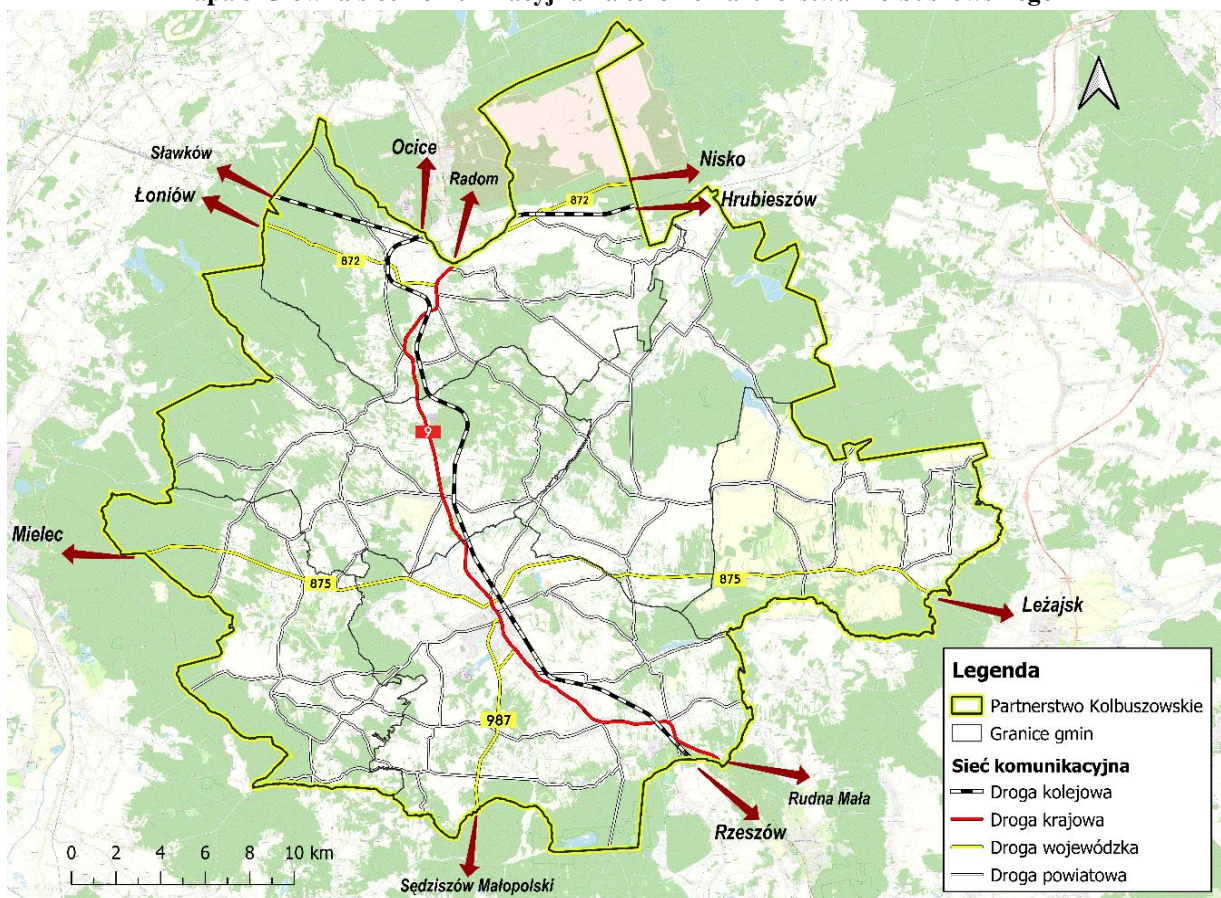 Sławków
Ocice
Radom
Nisko
Łoniów
872
Hrubieszów
872
9
Mielec
875
875
Leżajsk
987
Legenda
Partnerstwo Kolbuszowskie
Granice gmin
Sieć komunikacyjna
Droga kolejowa
Droga krajowa
Droga wojewódzka
Droga powiatowa
Rudna Mała
Rzeszów
0 2 4 6 8 10 km
Sędziszów Małopolski